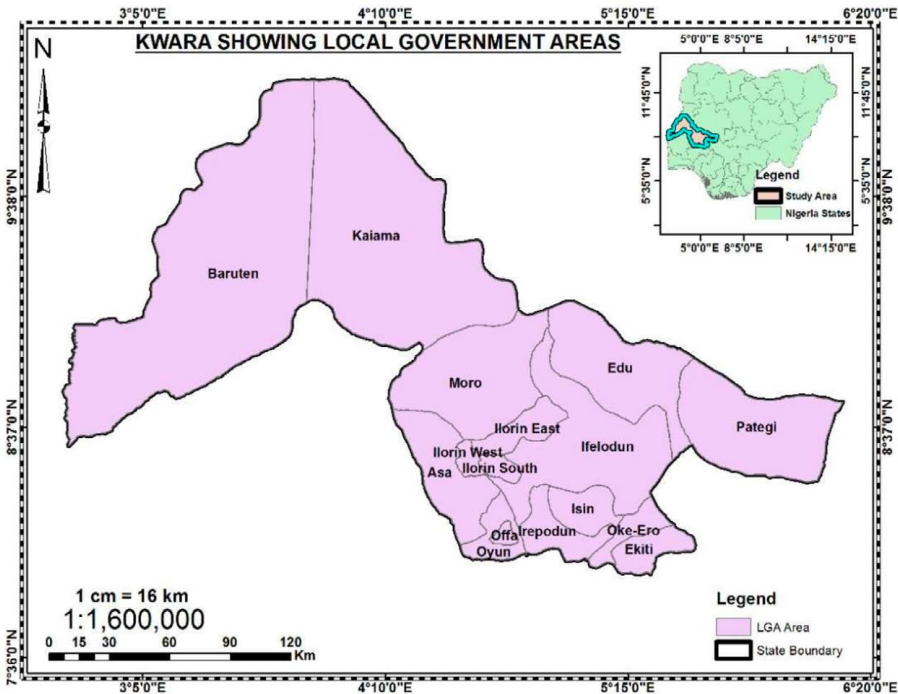 3°5'0"E 4°10'0"E 5°15'0"E 6°20'0"E
KWARA SHOWING LOCAL GOVERNMENT AREAS
N
5°0'0"E 8°5'0"E 14°15'0"E
11°45'0"N 11°45'0"N
5°35'0"N 5°35'0"N
Legend
Study Area
Nigeria States
5°0'0"E 8°5'0"E 14°15'0"E
9°38'0"N 9°38'0"N
Kaiama
Baruten
Edu
Moro
Pategi
8°37'0"N 8°37'0"N
Ilorin East
Ifelodun
Ilorin West
Ilorin South
Asa
Isin
Offa Irepodun Oke-Ero
Oyun Ekiti
1 cm = 16 km
1:1,600,000
0 15 30 60 90 120
Km
Legend
LGA Area
State Boundary
7°36'0"N 7°36'0"N
3°5'0"E 4°10'0"E 5°15'0"E 6°20'0"E